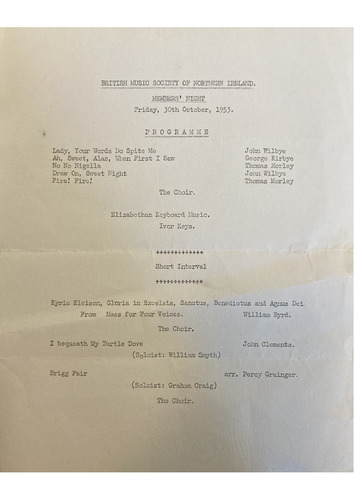 BRITISH MUSIC SOCIETY OF NORTHERN IRELAND.
MEMBERS' NIGHT
Friday, 30th October, 1953.
PROGRAMME
Lady, Your Words Do Spite Me John Wilbye
Ah, Sweet, Alas, When First I Saw George Kirbye
No No Nigella Thomas Morley
Draw On, Sweet Night John Wilbye
Fire! Fire! Thomas Morley
The Choir.
Elizabethan Keyboard Music.
Ivor Keys.
+++++++++++++
Short Interval
+++++++++++++
Kyrie Eleison, Gloria in Excelsis, Sanctus, Benedictus and Agnus Dei.
From Mass for Four Voices. William Byrd.
The Choir.
I bequeath My Turtle Dove John Clements.
(Soloist: William Smyth)
Brigg Fair arr. Percy Grainger.
(Soloist: Graham Craig)
The Choir.